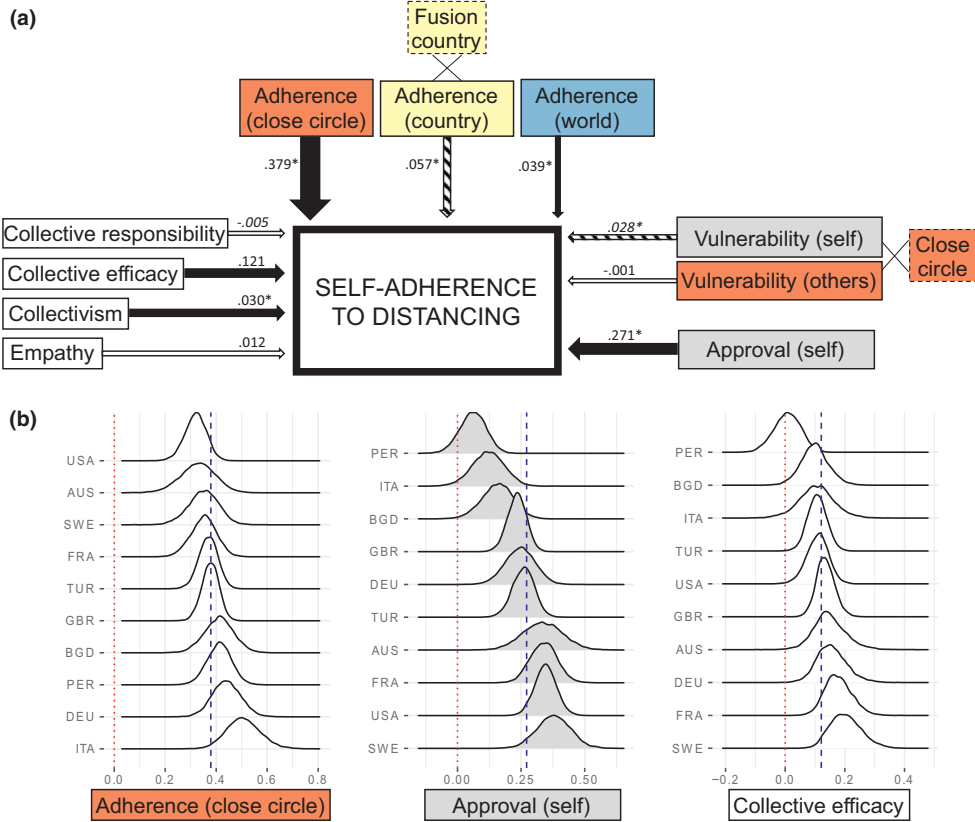 (a)
Fusion
country
Adherence
(close circle)
Adherence
(country)
Adherence
(world)
.379*
.057*
.039*
Collective responsibility
-.005
Collective efficacy
.121
Collectivism
.030*
Empathy
.012
SELF-ADHERENCE
TO DISTANCING
.028*
Vulnerability (self)
-.001
Vulnerability (others)
Close
circle
.271*
Approval (self)
(b)
USA
AUS
SWE
FRA
TUR
GBR
BGD
PER
DEU
ITA
0.0 0.2 0.4 0.6 0.8
Adherence (close circle)
PER
ITA
BGD
GBR
DEU
TUR
AUS
FRA
USA
SWE
0.00 0.25 0.50
Approval (self)
PER
BGD
ITA
TUR
USA
GBR
AUS
DEU
FRA
SWE
−0.2 0.0 0.2 0.4
Collective efficacy